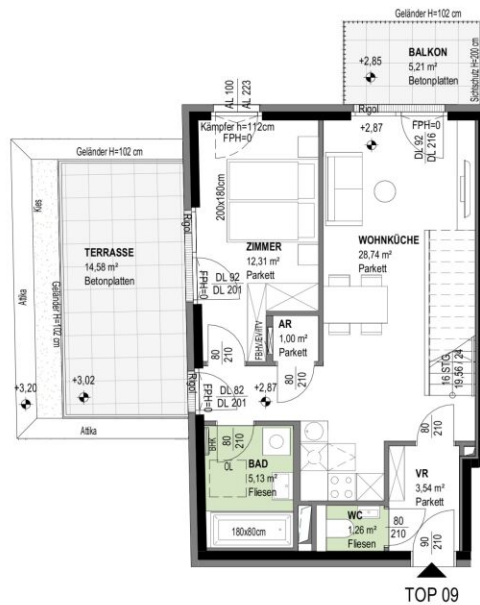 Geländer H=102 cm
BALKON
5,21 m²
Betonplatten
+2,85
Sichtschutz H=200 cm
AL 100
AL 223
Rigol
FPH=0
Kämpfer h=112cm
FPH=0
+2,87
DL 92
DL 216
Geländer H=102 cm
200x180cm
Kies
TERRASSE
14,58 m²
Betonplatten
Rigol
ZIMMER
12,31 m²
Parkett
WOHNKÜCHE
28,74 m²
Parkett
FPH=0
DL 92
DL 201
Attika
Geländer H=102 cm
FBHV/EV/TV
AR
1,00 m²
Parkett
80
210
16 STG
19,56 / 24
+3,20
+3,02
Rigol
FPH=0
DL 82
DL 201
+2,87
80
210
Attika
BHK
80
210
DL
BAD
5,13 m²
Fliesen
80
210
VR
3,54 m²
Parkett
180x80cm
WC
1,26 m²
Fliesen
80
210
90
210
TOP 09